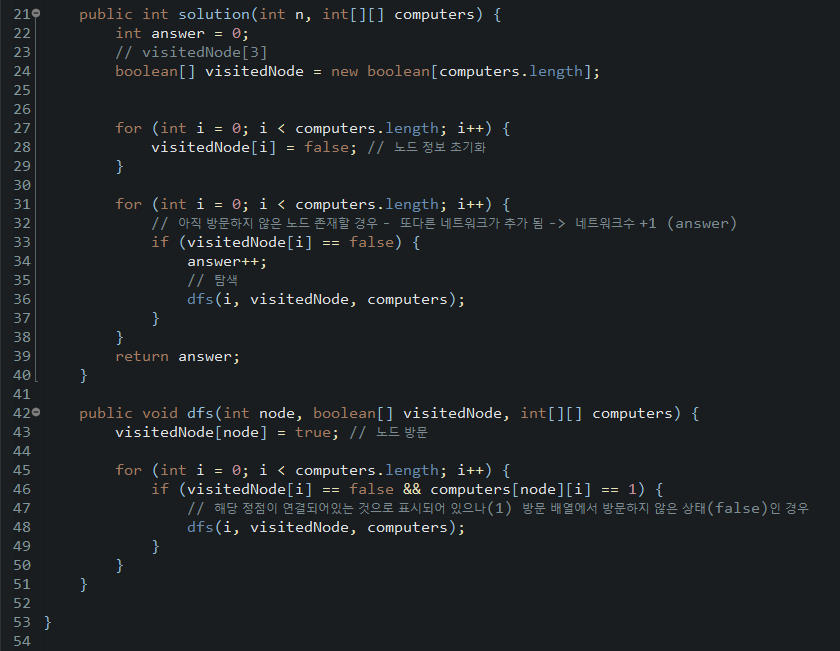 21 public int solution(int n, int[][] computers) {
22 int answer = 0;
23 // visitedNode[3]
24 boolean[] visitedNode = new boolean[computers.length];
25
26
27 for (int i = 0; i < computers.length; i++) {
28 visitedNode[i] = false; // 노드 정보 초기화
29 }
30
31 for (int i = 0; i < computers.length; i++) {
32 // 아직 방문하지 않은 노드 존재할 경우 - 또다른 네트워크가 추가 됨 -> 네트워크수 +1 (answer)
33 if (visitedNode[i] == false) {
34 answer++;
35 // 탐색
36 dfs(i, visitedNode, computers);
37 }
38 }
39 return answer;
40 }
41
42 public void dfs(int node, boolean[] visitedNode, int[][] computers) {
43 visitedNode[node] = true; // 노드 방문
44
45 for (int i = 0; i < computers.length; i++) {
46 if (visitedNode[i] == false && computers[node][i] == 1) {
47 // 해당 정점이 연결되어있는 것으로 표시되어 있으나(1) 방문 배열에서 방문하지 않은 상태(false)인 경우
48 dfs(i, visitedNode, computers);
49 }
50 }
51 }
52
53 }
54